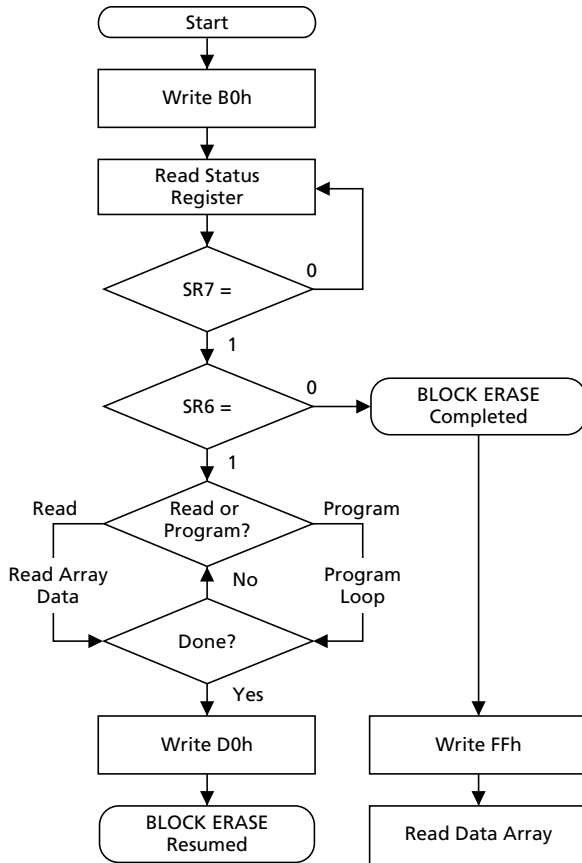 Start
Write B0h
Read Status
Register
0
SR7 =
1
0
SR6 =
BLOCK ERASE
Completed
1
Read
Read or
Program?
Program
Read Array
Data
No
Program
Loop
Done?
Yes
Write D0h
Write FFh
BLOCK ERASE
Resumed
Read Data Array